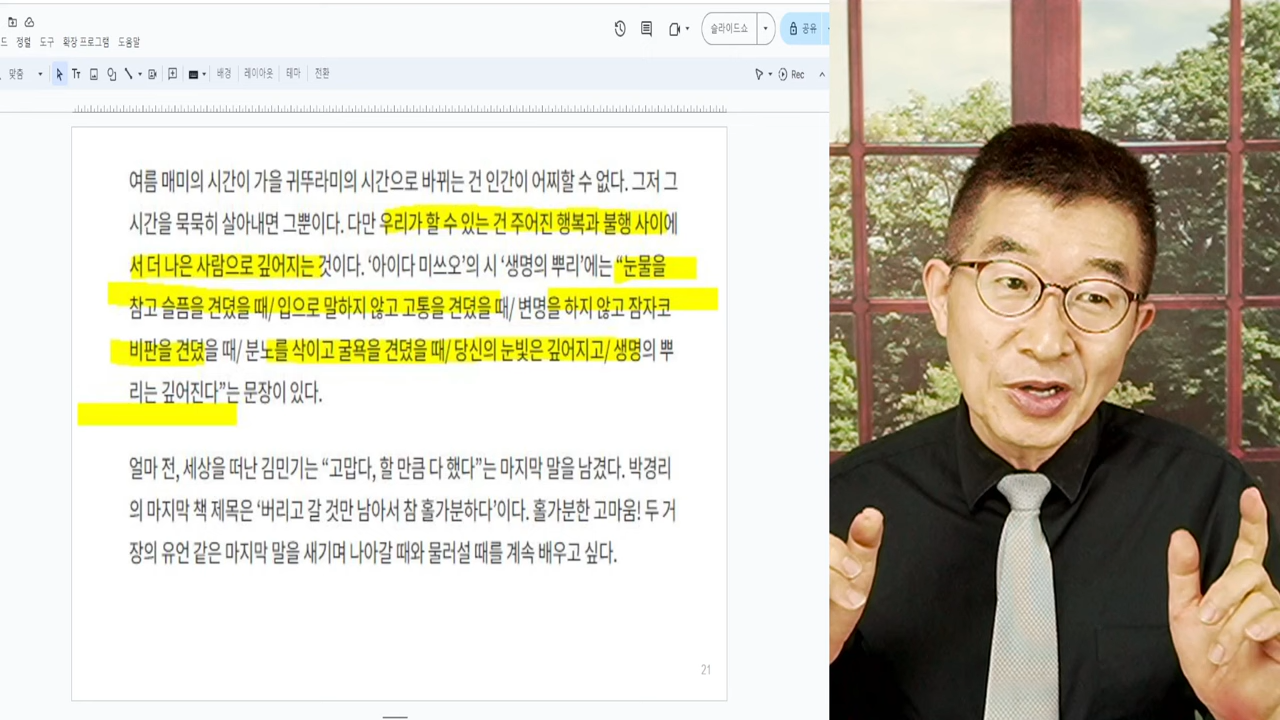 슬라이드쇼
공유
정렬 도구 확장 프로그램 도움말
맞춤 Tr 배경 레이아웃 테마 전환 Rec
여름 매미의 시간이 가을 귀뚜라미의 시간으로 바뀌는 건 인간이 어찌할 수 없다. 그저 그
시간을 묵묵히 살아내면 그뿐이다. 다만 우리가 할 수 있는 건 주어진 행복과 불행 사이에
서 더 나은 사람으로 깊어지는 것이다. ‘아이다 미쓰오’의 시 ‘생명의 뿌리’에는 “눈물을
참고 슬픔을 견뎠을 때/ 입으로 말하지 않고 고통을 견뎠을 때/ 변명을 하지 않고 잠자코
비판을 견뎠을 때/ 분노를 삭이고 굴욕을 견뎠을 때/ 당신의 눈빛은 깊어지고/ 생명의 뿌
리는 깊어진다”는 문장이 있다.
얼마 전, 세상을 떠난 김민기는 “고맙다, 할 만큼 다 했다”는 마지막 말을 남겼다. 박경리
의 마지막 책 제목은 ‘버리고 갈 것만 남아서 참 홀가분하다’이다. 홀가분한 고마움! 두 거
장의 유언 같은 마지막 말을 새기며 나아갈 때와 물러설 때를 계속 배우고 싶다.
21